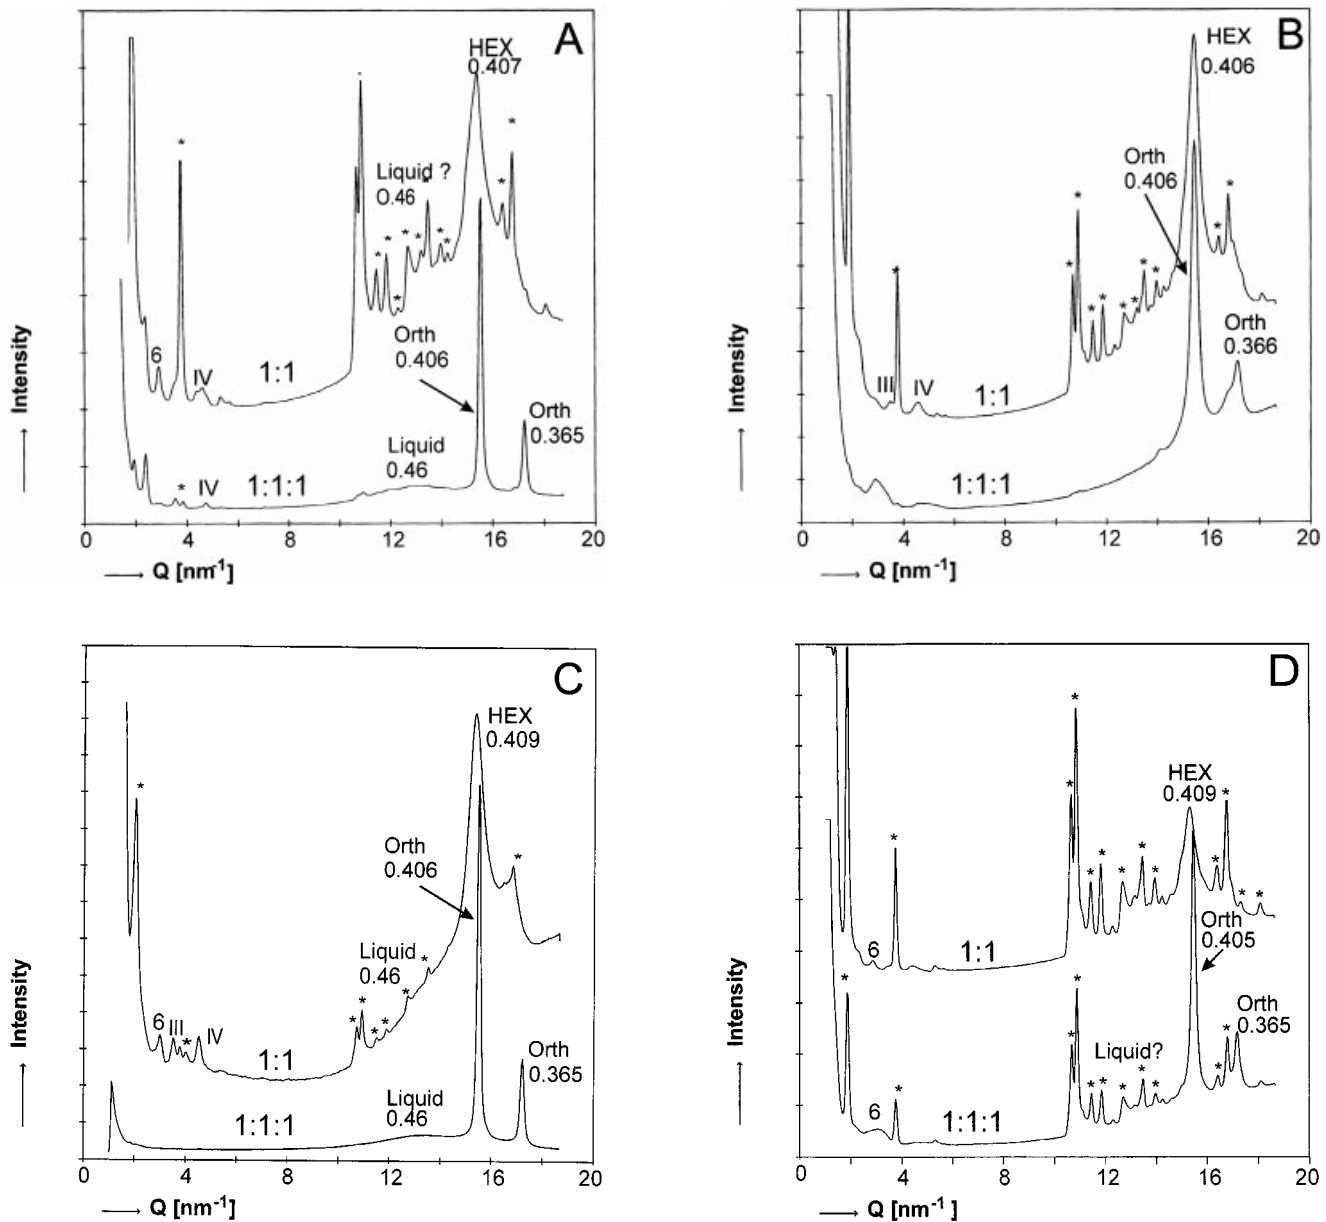 A
HEX
0.407
*
*
Liquid ?
0.46
*
*
*
*
*
*
*
*
*
*
Orth
0.406
6
IV
1:1
Orth
0.365
Liquid
0.46
*
IV
1:1:1
0 4 8 12 16 20
Q [nm-1]
Intensity
B
HEX
0.406
Orth
0.406
*
*
*
*
*
*
*
*
*
*
*
Orth
0.366
III
IV
1:1
1:1:1
0 4 8 12 16 20
Q [nm-1]
Intensity
C
HEX
0.409
*
Orth
0.406
*
Liquid
0.46
*
*
*
*
*
*
6
III
*
IV
1:1
Orth
0.365
Liquid
0.46
1:1:1
0 4 8 12 16 20
Q [nm-1]
Intensity
D
*
HEX
0.409
*
*
*
*
*
*
*
*
*
*
*
Orth
0.405
6
1:1
*
*
Orth
0.365
Liquid?
*
*
*
*
*
*
*
*
*
6
1:1:1
0 4 8 12 16 20
Q [nm-1]
Intensity